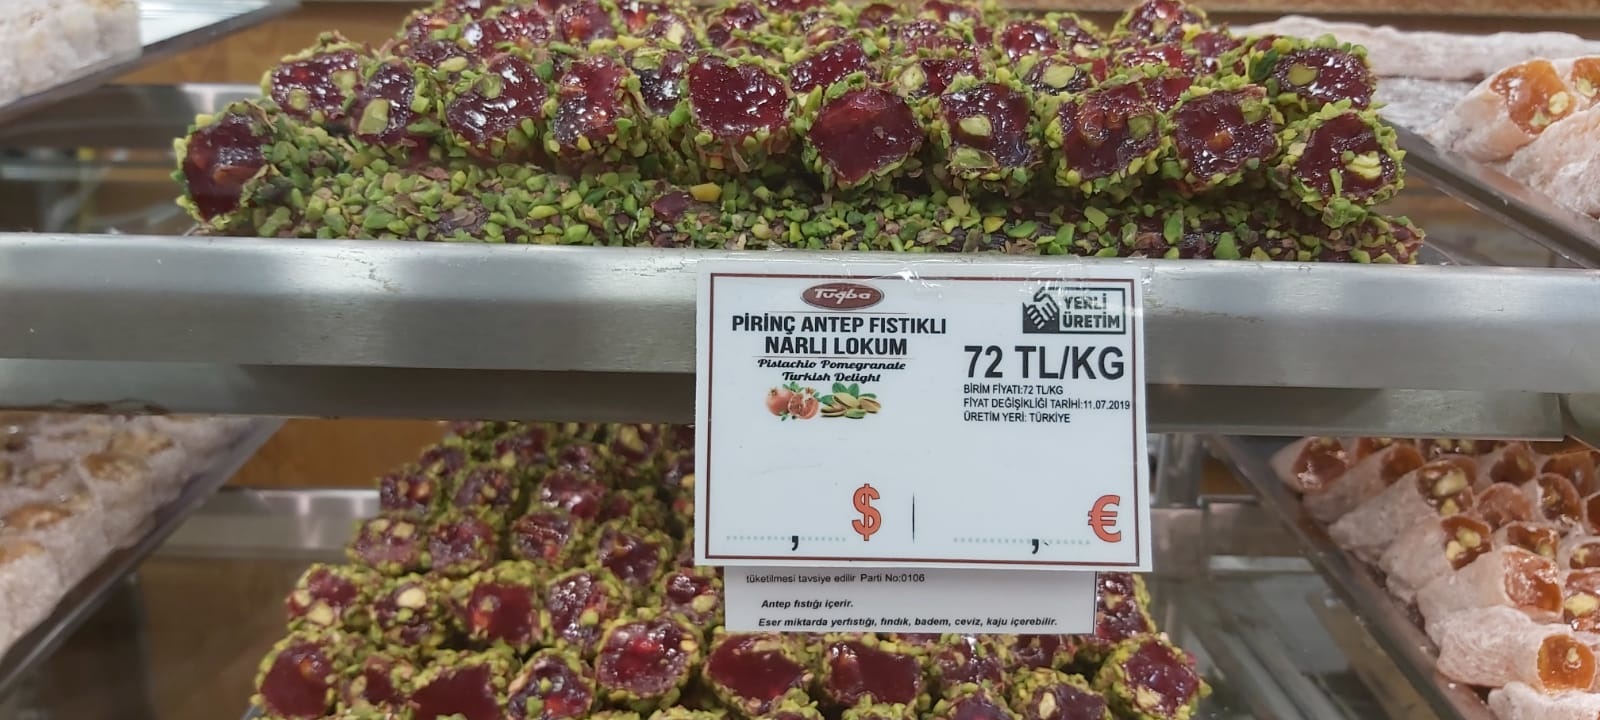 Tuğba
PİRİNÇ ANTEP FISTIKLI
NARLI LOKUM
Pistachio Pomegranate
Turkish Delight
YERLİ
ÜRETİM
72 TL/KG
BİRİM FİYATI:72 TL/KG
FİYAT DEĞİŞİKLİĞİ TARİHİ:11.07.2019
ÜRETİM YERİ: TÜRKİYE
........,....... $
........,....... €
tüketilmesi tavsiye edilir Parti No:0106
Antep fıstığı içerir.
Eser miktarda yerfıstığı, fındık, badem, ceviz, kaju içerebilir.